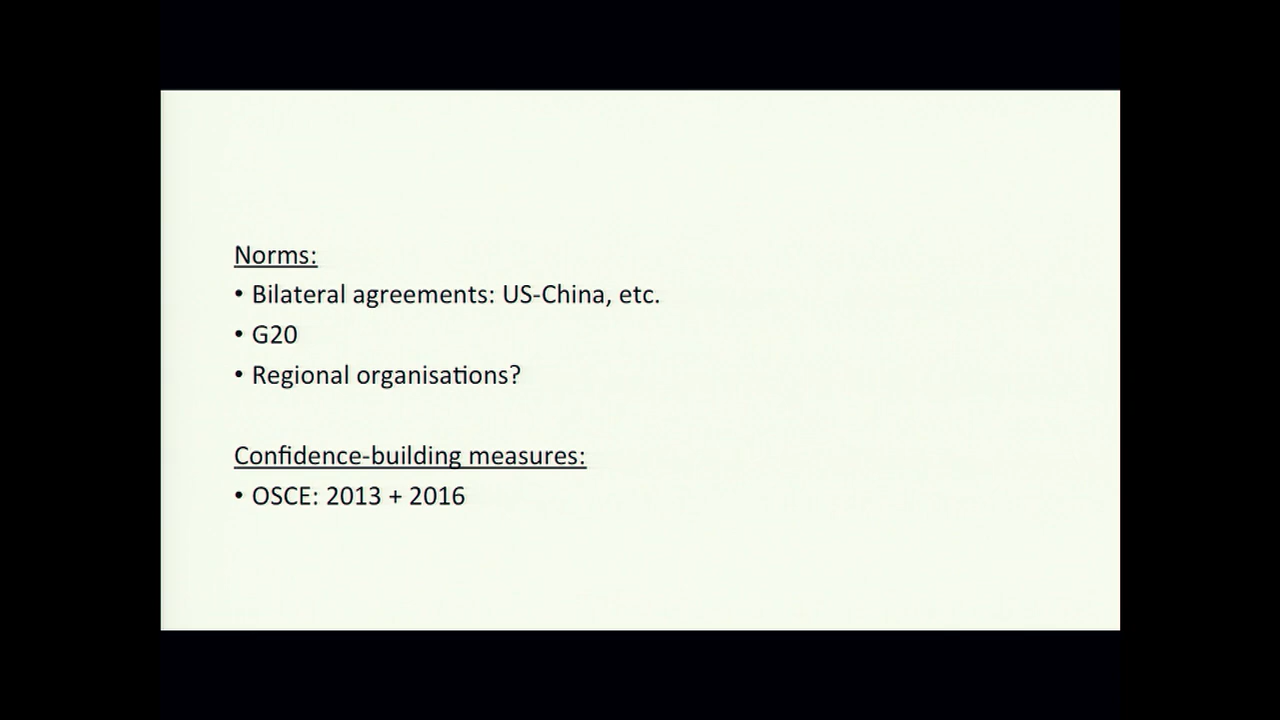 Norms:
• Bilateral agreements: US-China, etc.
• G20
• Regional organisations?
Confidence-building measures:
• OSCE: 2013 + 2016